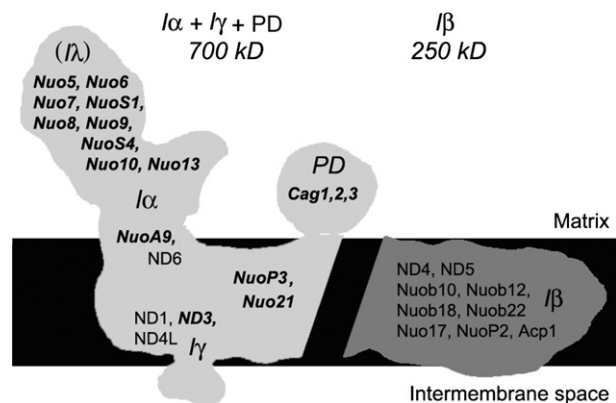 Iα + Iγ + PD
700 kD
Iβ
250 kD
(Iλ)
Nuo5, Nuo6
Nuo7, NuoS1,
Nuo8, Nuo9,
NuoS4,
Nuo10, Nuo13
Iα
NuoA9,
ND6
ND1, ND3,
ND4L
Iγ
NuoP3,
Nuo21
PD
Cag1,2,3
Matrix
ND4, ND5
Nuob10, Nuob12,
Nuob18, Nuob22
Nuo17, NuoP2, Acp1
Iβ
Intermembrane space